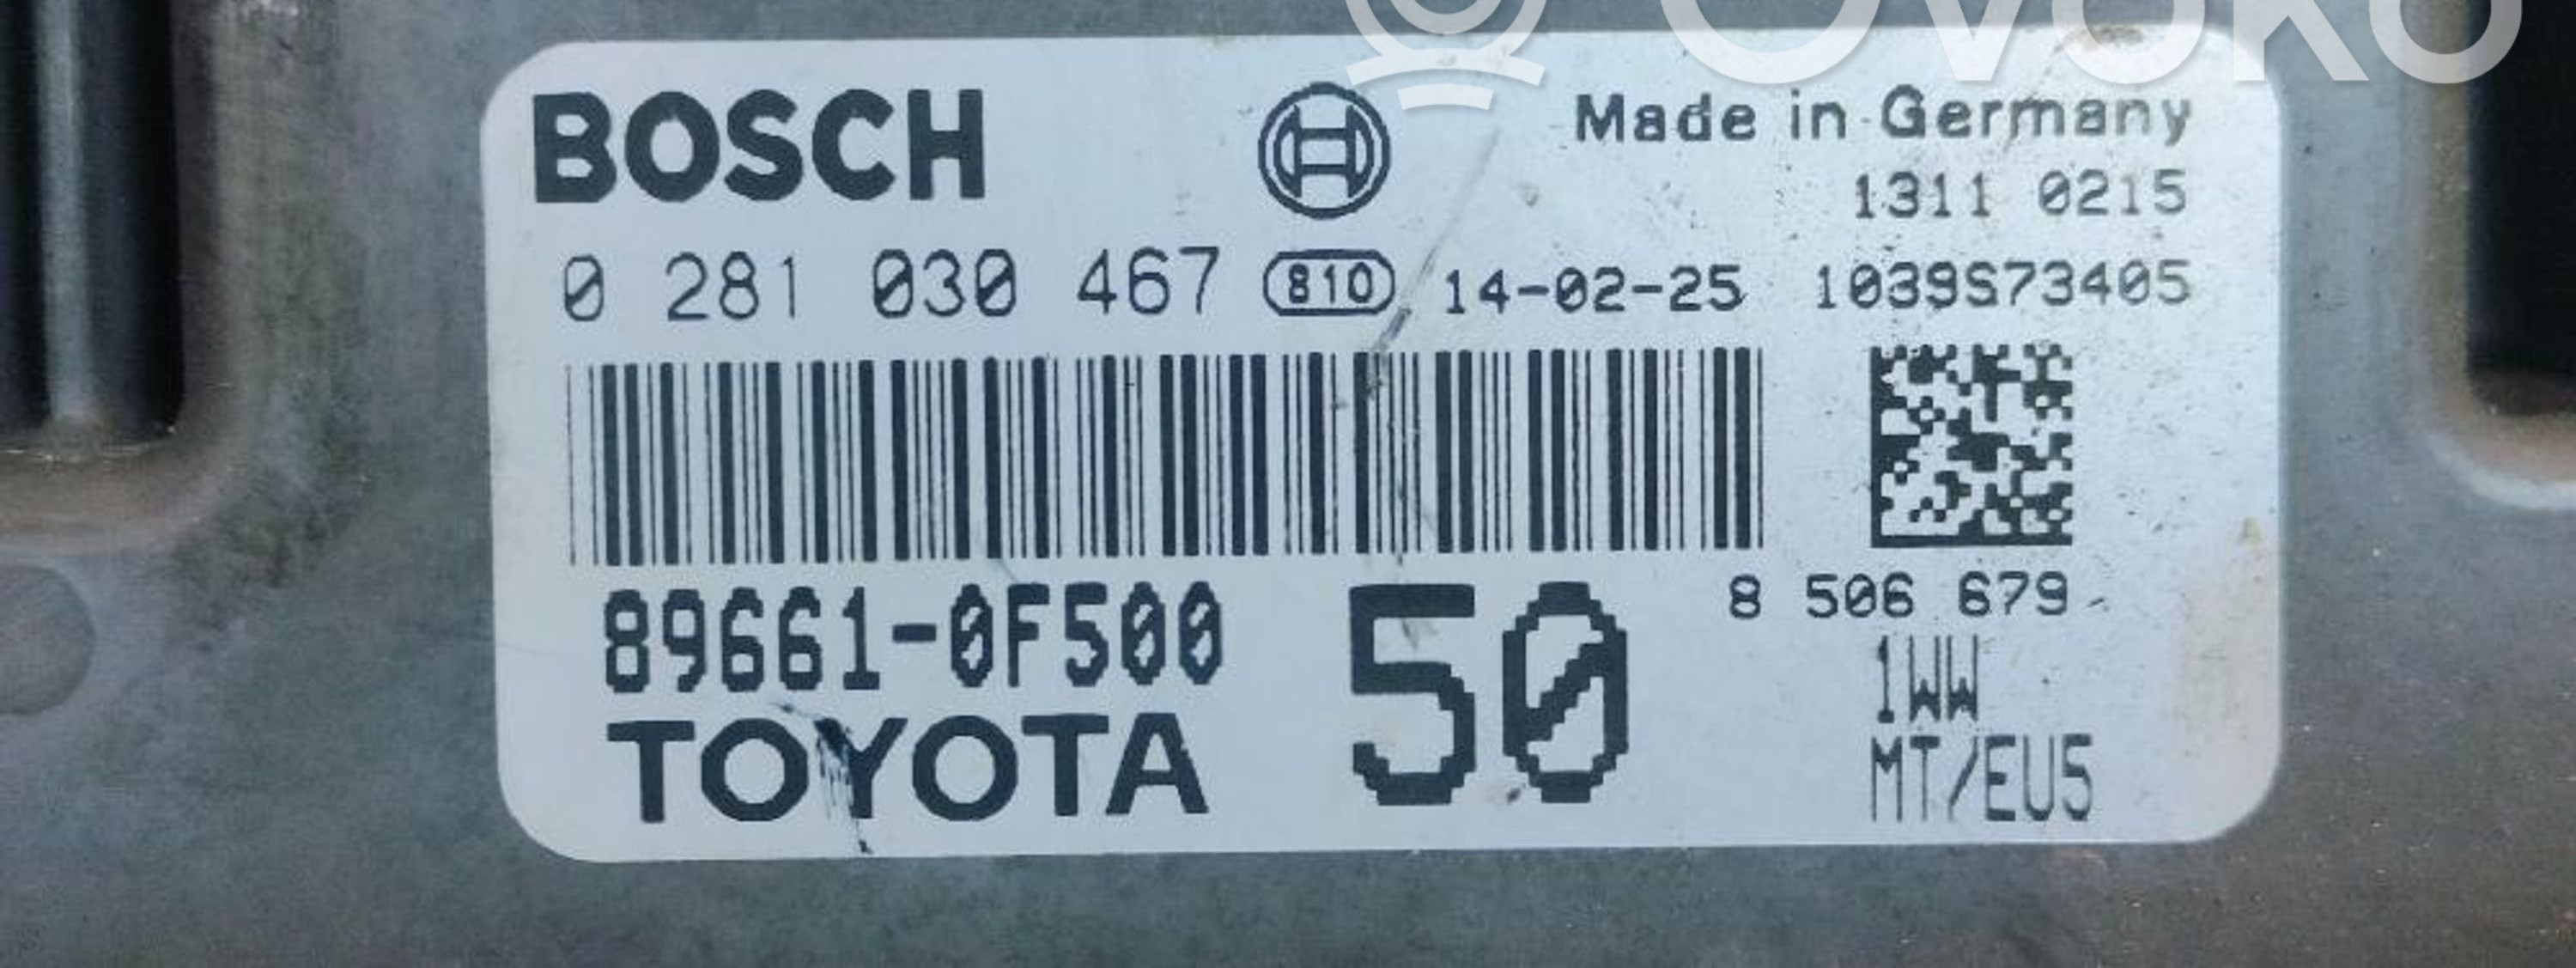 OVOKO
BOSCH
Made in Germany
1311 0215
0 281 030 467 810 14-02-25 1039S73405
8 506 679
89661-0F500 50
1WW
TOYOTA
MT/EU5